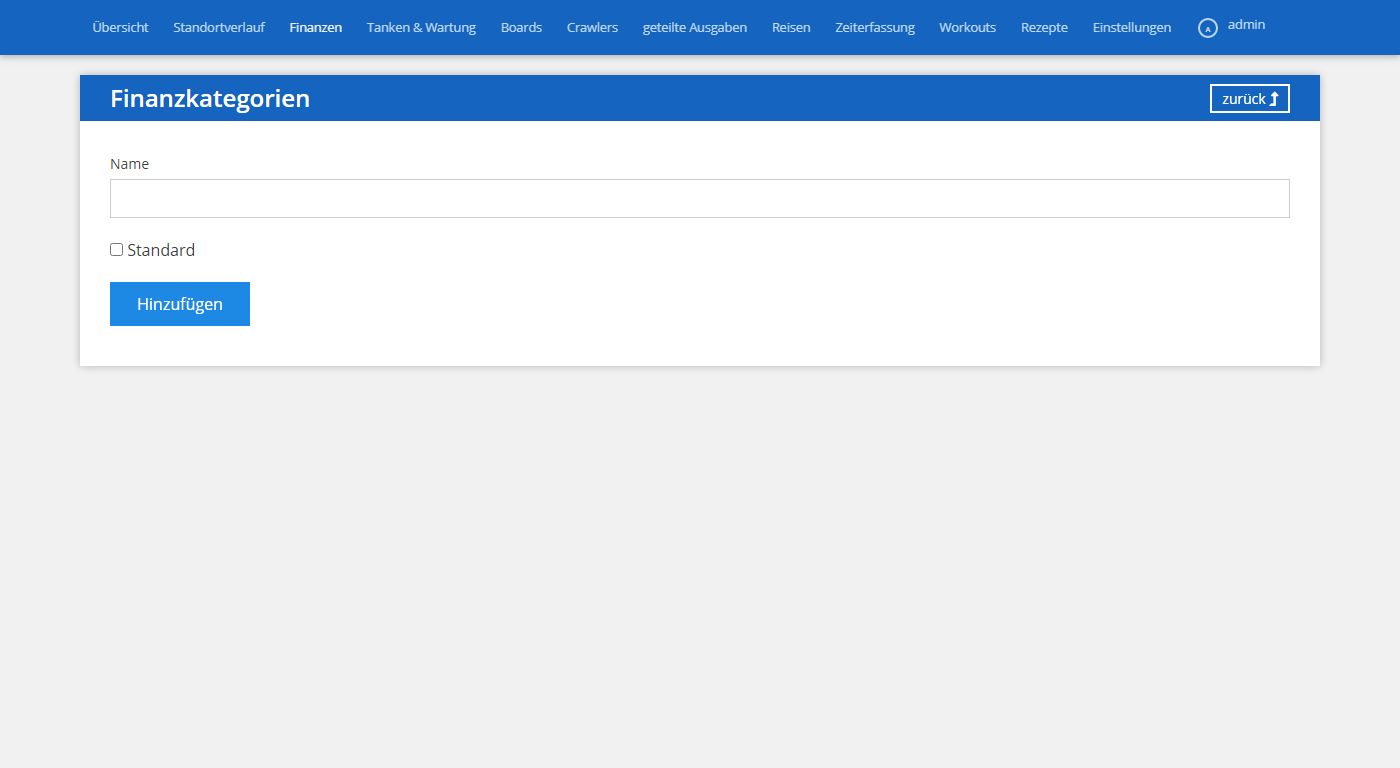 Übersicht Standortverlauf Finanzen Tanken & Wartung Boards Crawlers geteilte Ausgaben Reisen Zeiterfassung Workouts Rezepte Einstellungen A admin
Finanzkategorien zurück
Name
Standard
Hinzufügen